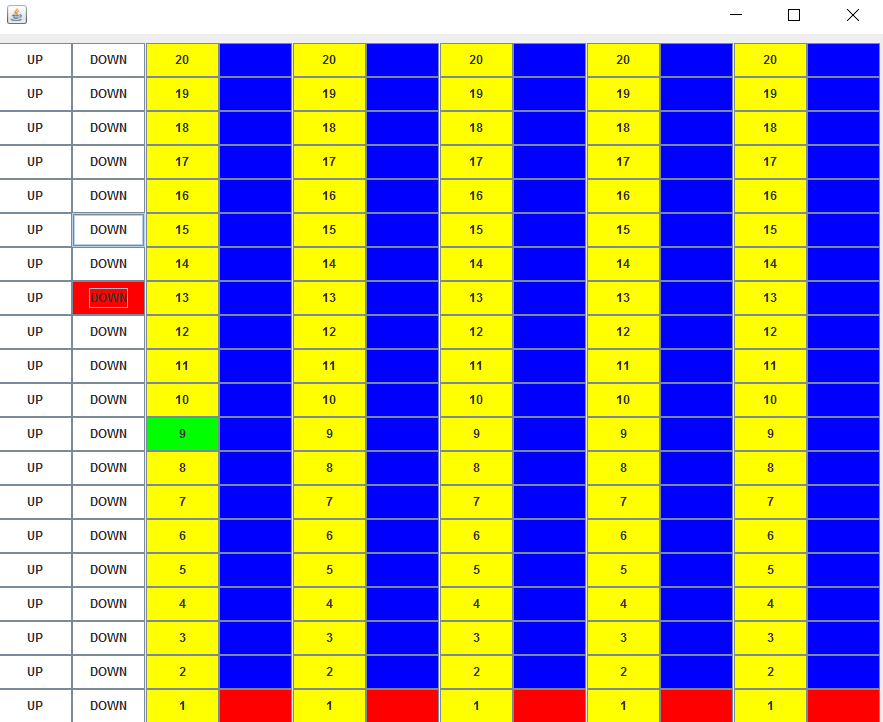 UP DOWN 20 20 20 20 20
UP DOWN 19 19 19 19 19
UP DOWN 18 18 18 18 18
UP DOWN 17 17 17 17 17
UP DOWN 16 16 16 16 16
UP DOWN 15 15 15 15 15
UP DOWN 14 14 14 14 14
UP DOWN 13 13 13 13 13
UP DOWN 12 12 12 12 12
UP DOWN 11 11 11 11 11
UP DOWN 10 10 10 10 10
UP DOWN 9 9 9 9 9
UP DOWN 8 8 8 8 8
UP DOWN 7 7 7 7 7
UP DOWN 6 6 6 6 6
UP DOWN 5 5 5 5 5
UP DOWN 4 4 4 4 4
UP DOWN 3 3 3 3 3
UP DOWN 2 2 2 2 2
UP DOWN 1 1 1 1 1